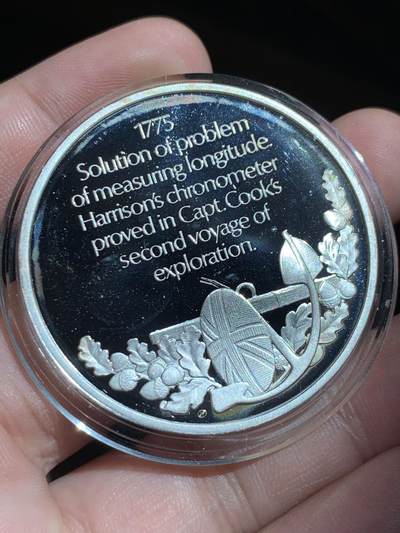 1775
Solution of problem
of measuring longitude.
Harrison's chronometer
proved in Capt. Cook's
second voyage of
exploration.